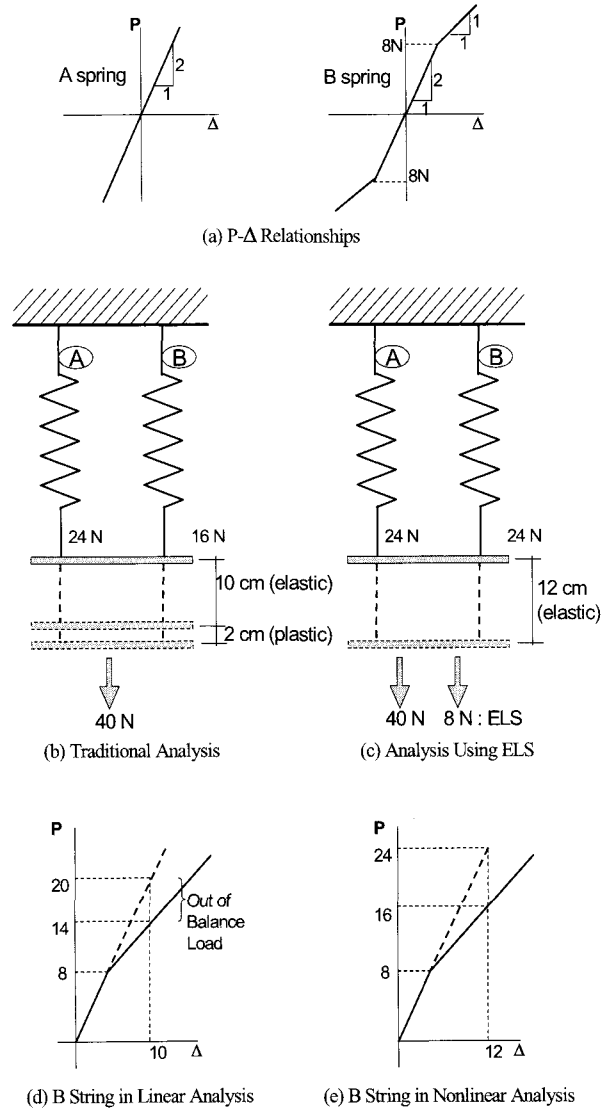 P
A spring
2
1
Δ
P
8N
1
1
B spring
2
1
Δ
8N
(a) P-Δ Relationships
A
B
24 N
16 N
10 cm (elastic)
2 cm (plastic)
40 N
(b) Traditional Analysis
A
B
24 N
24 N
12 cm
(elastic)
40 N
8 N : ELS
(c) Analysis Using ELS
P
20
14
8
Out of
Balance
Load
10
Δ
(d) B String in Linear Analysis
P
24
16
8
12
Δ
(e) B String in Nonlinear Analysis